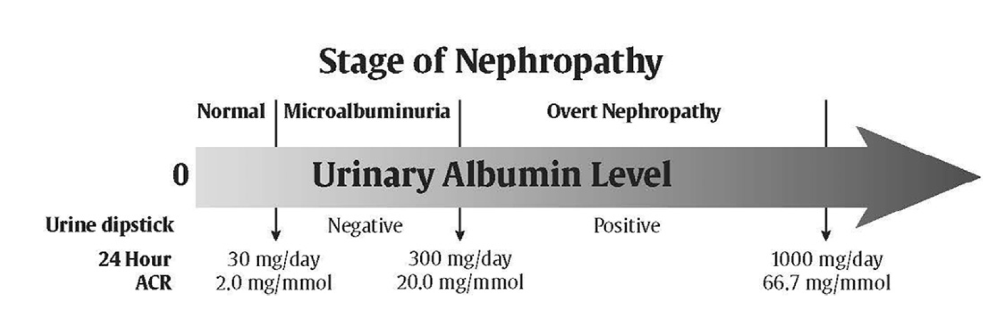 Stage of Nephropathy
Normal Microalbuminuria Overt Nephropathy
0 Urinary Albumin Level
Urine dipstick Negative Positive
24 Hour 30 mg/day 300 mg/day 1000 mg/day
ACR 2.0 mg/mmol 20.0 mg/mmol 66.7 mg/mmol